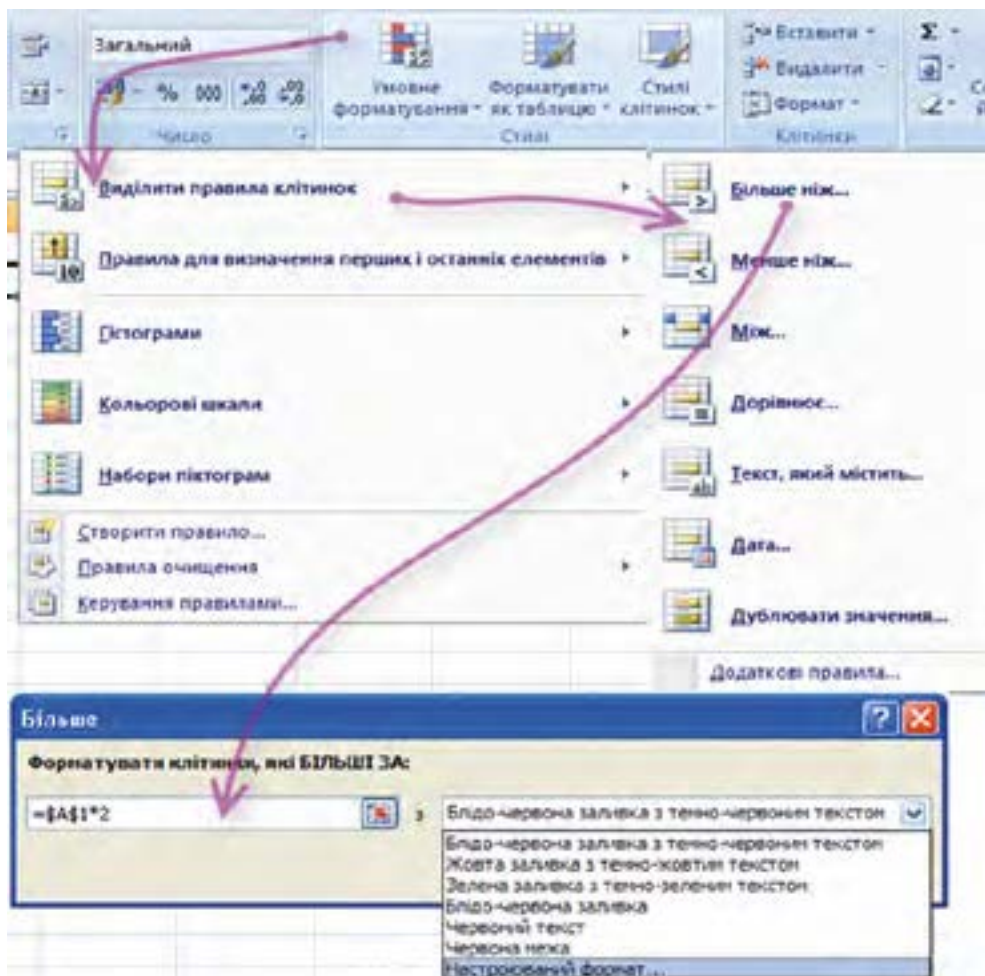 Загальний
% 000
Умовне форматування
Форматувати як таблицю
Стилі клітинок
Вставити
Видалити
Формат
Σ
Число
Стилі
Клітинки
Виділити правила клітинок
Правила для визначення перших і останніх елементів
Гістограми
Кольорові шкали
Набори піктограм
Створити правило...
Правила очищення
Керування правилами...
Більше ніж...
Менше ніж...
Між...
Дорівнює...
Текст, який містить...
Дата...
Дублювати значення...
Додаткові правила...
Більше
Форматувати клітинки, які БІЛЬШІ ЗА:
=$A$1*2
з
Блідо-червона заливка з темно-червоним текстом
Блідо-червона заливка з темно-червоним текстом
Жовта заливка з темно-жовтим текстом
Зелена заливка з темно-зеленим текстом
Блідо-червона заливка
Червоний текст
Червона межа
Настроюваний формат...